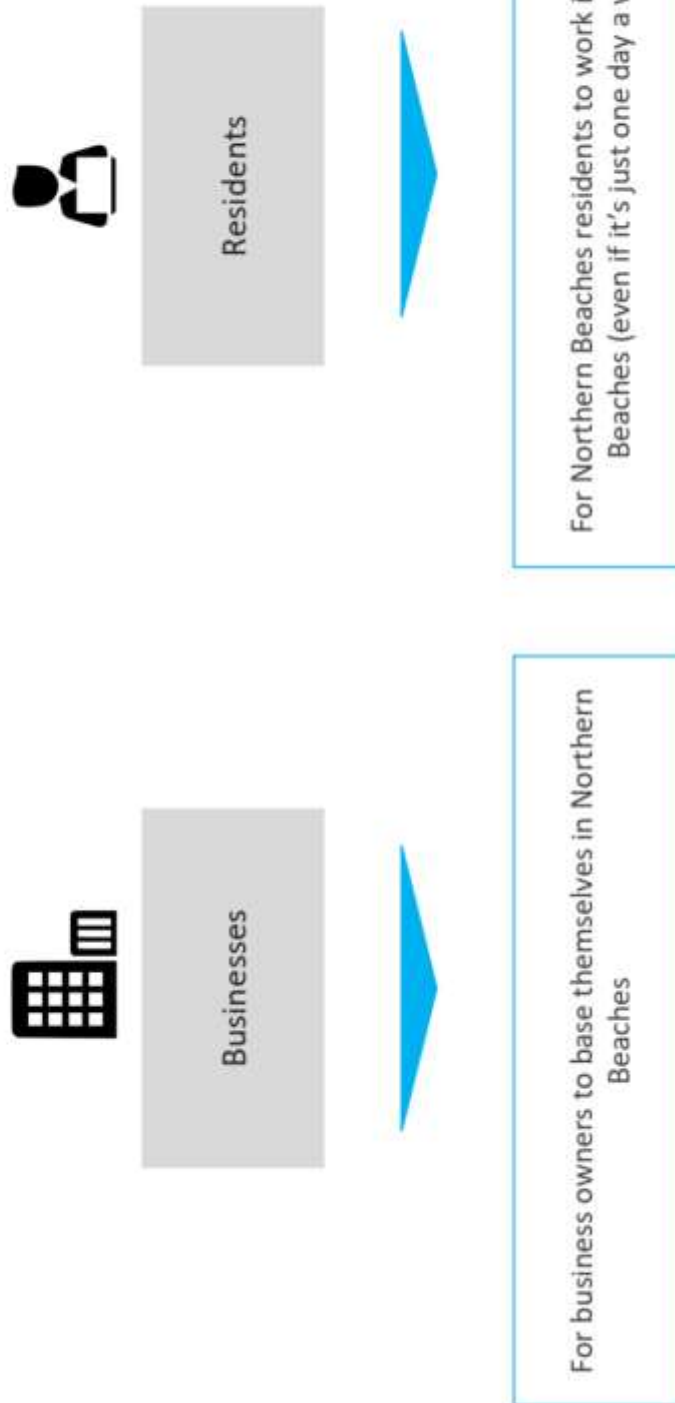 Businesses
For business owners to base themselves in Northern
Beaches
Residents
For Northern Beaches residents to work
Beaches (even if it's just one day a